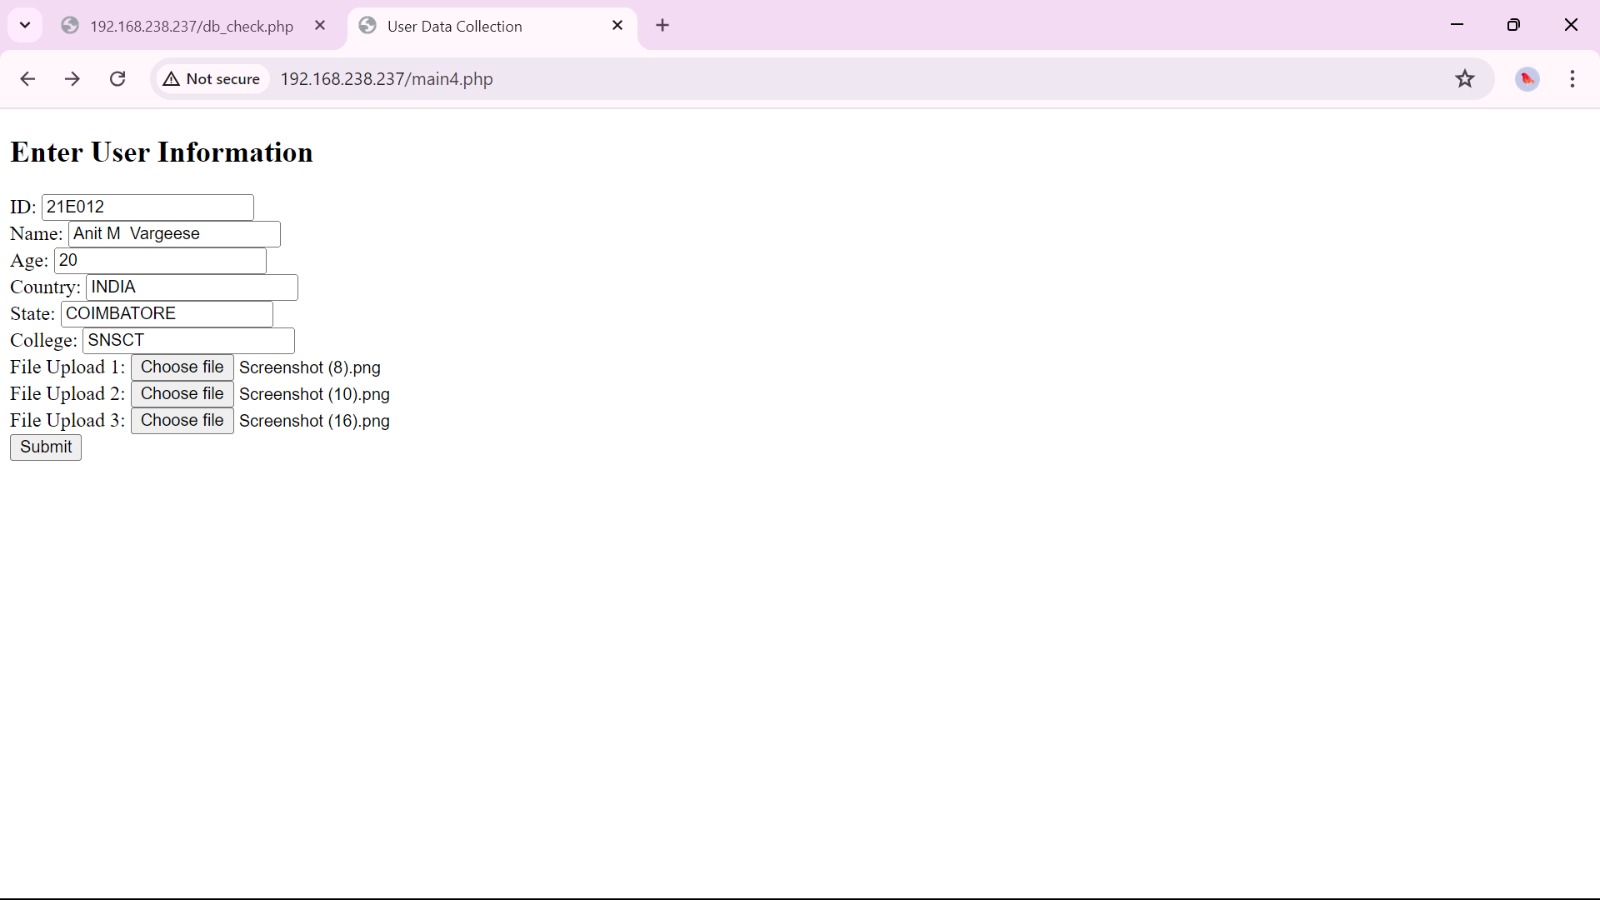 192.168.238.237/db_check.php
User Data Collection
Not secure
192.168.238.237/main4.php
Enter User Information
ID: 21E012
Name: Anit M  Vargeese
Age: 20
Country: INDIA
State: COIMBATORE
College: SNSCT
File Upload 1: Choose file Screenshot (8).png
File Upload 2: Choose file Screenshot (10).png
File Upload 3: Choose file Screenshot (16).png
Submit